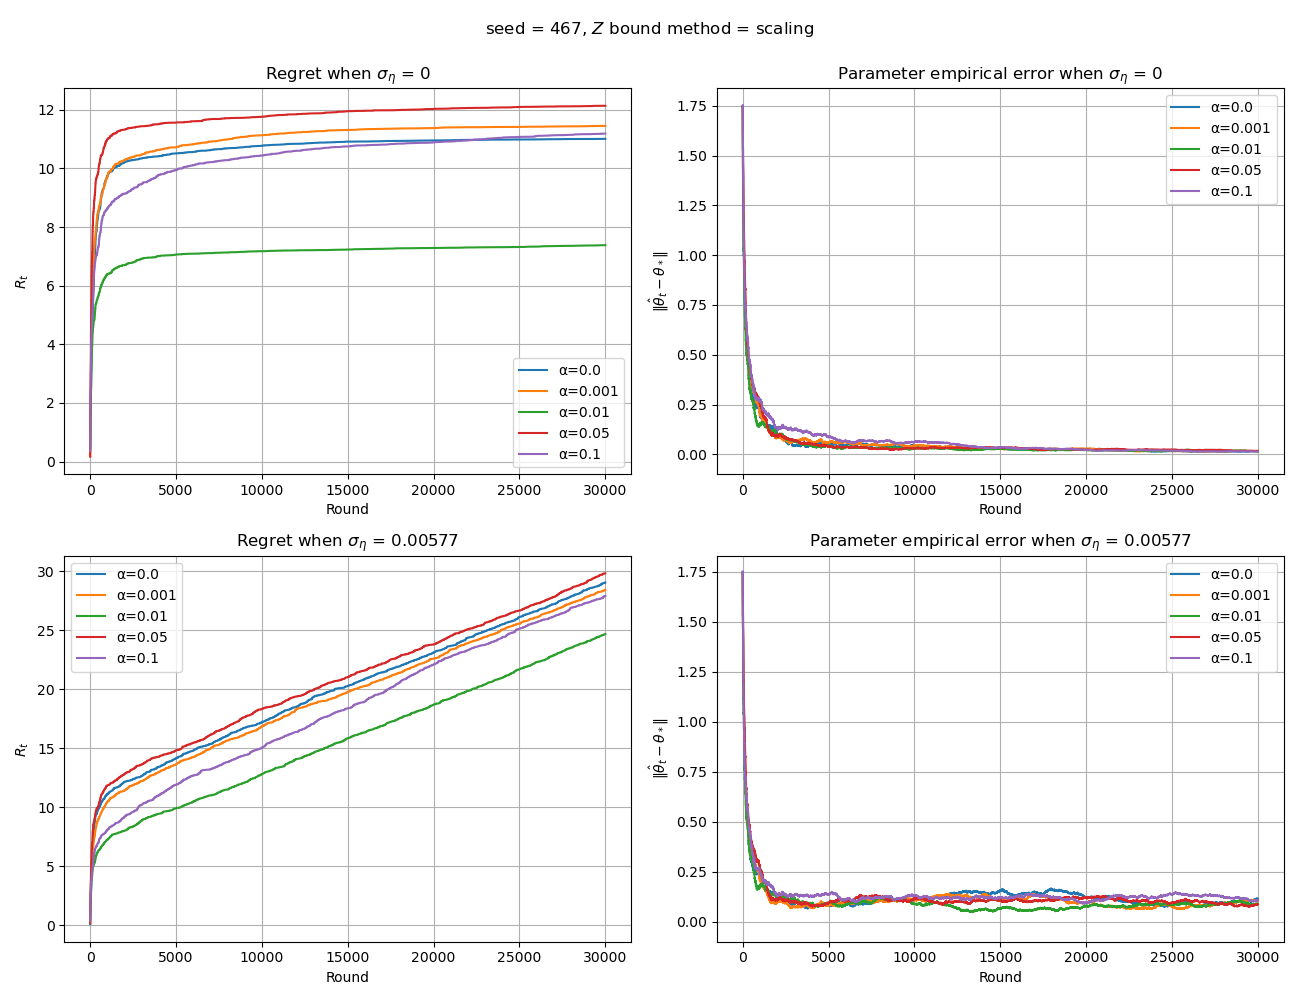 seed = 467, Z bound method = scaling
Regret when σ_η = 0
12
10
8
6
4
2
0
R_t
0 5000 10000 15000 20000 25000 30000
Round
α=0.0
α=0.001
α=0.01
α=0.05
α=0.1
Parameter empirical error when σ_η = 0
1.75
1.50
1.25
1.00
0.75
0.50
0.25
0.00
‖θ̂_t − θ_*‖
0 5000 10000 15000 20000 25000 30000
Round
α=0.0
α=0.001
α=0.01
α=0.05
α=0.1
Regret when σ_η = 0.00577
30
25
20
15
10
5
0
R_t
0 5000 10000 15000 20000 25000 30000
Round
α=0.0
α=0.001
α=0.01
α=0.05
α=0.1
Parameter empirical error when σ_η = 0.00577
1.75
1.50
1.25
1.00
0.75
0.50
0.25
0.00
‖θ̂_t − θ_*‖
0 5000 10000 15000 20000 25000 30000
Round
α=0.0
α=0.001
α=0.01
α=0.05
α=0.1